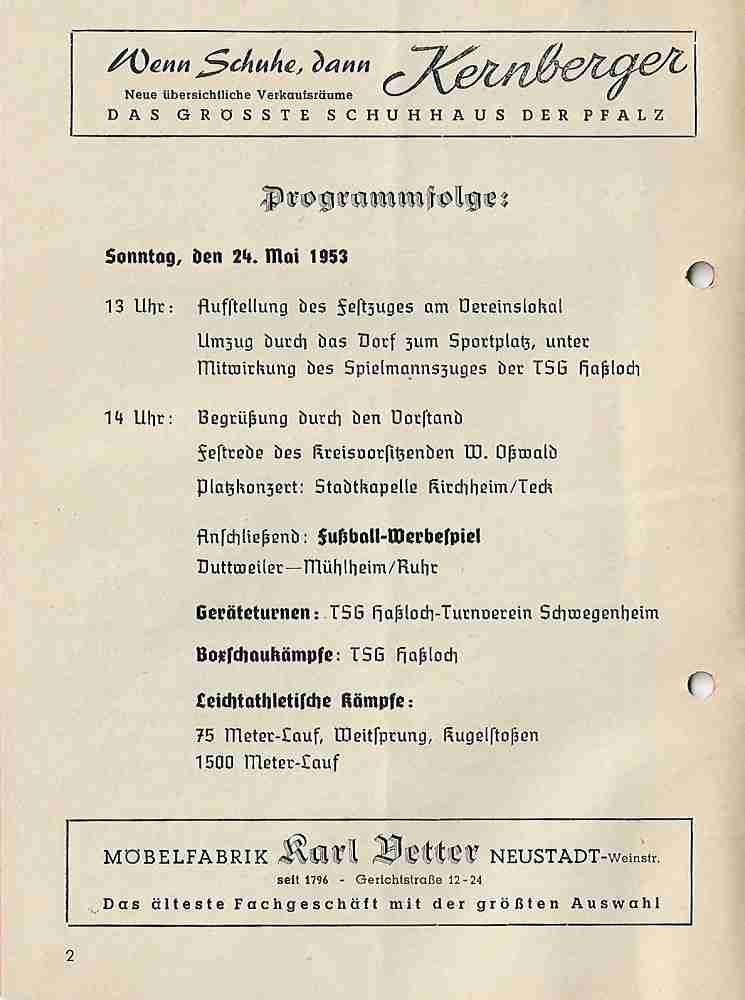 Wenn Schuhe, dann Kernberger
Neue übersichtliche Verkaufsräume
DAS GRÖSSTE SCHUHHAUS DER PFALZ
Programmfolge:
Sonntag, den 24. Mai 1953
13 Uhr: Aufstellung des Festzuges am Vereinslokal
Umzug durch das Dorf zum Sportplatz, unter
Mitwirkung des Spielmannszuges der TSG Haßloch
14 Uhr: Begrüßung durch den Vorstand
Festrede des Kreisvorsitzenden W. Oßwald
Platzkonzert: Stadtkapelle Kirchheim/Teck
Anschließend: Fußball-Werbespiel
Duttweiler—Mühlheim/Ruhr
Geräteturnen: TSG Haßloch-Turnverein Schwegenheim
Boxschaukämpfe: TSG Haßloch
Leichtathletische Kämpfe:
75 Meter-Lauf, Weitsprung, Kugelstoßen
1500 Meter-Lauf
MÖBELFABRIK Karl Vetter NEUSTADT-Weinstr.
seit 1796 - Gerichtstraße 12-24
Das älteste Fachgeschäft mit der größten Auswahl
2